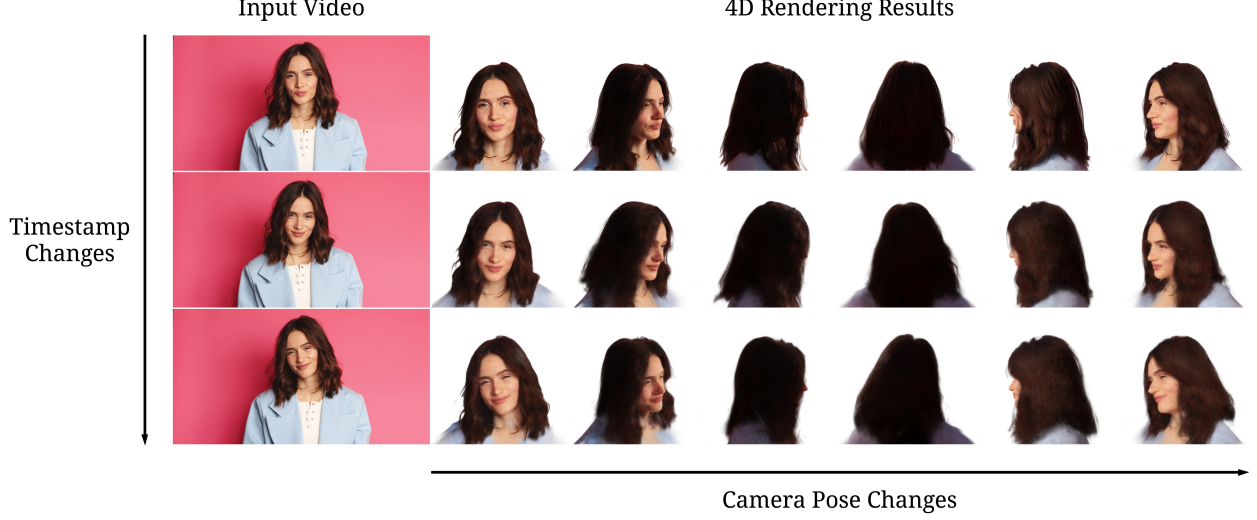 Input Video
4D Rendering Results
Timestamp
Changes
Camera Pose Changes